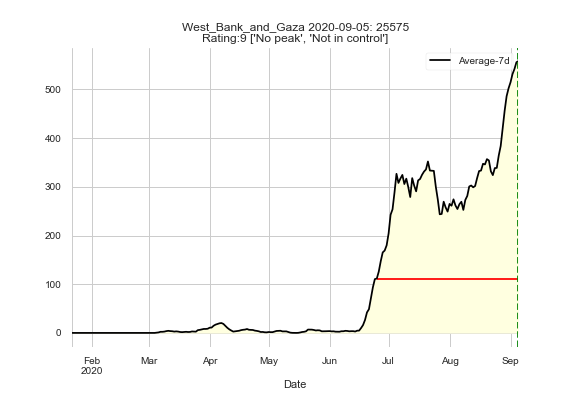 West_Bank_and_Gaza 2020-09-05: 25575
Rating:9 ['No peak', 'Not in control']
Average-7d
500
400
300
200
100
0
Feb Mar Apr May Jun Jul Aug Sep
2020
Date